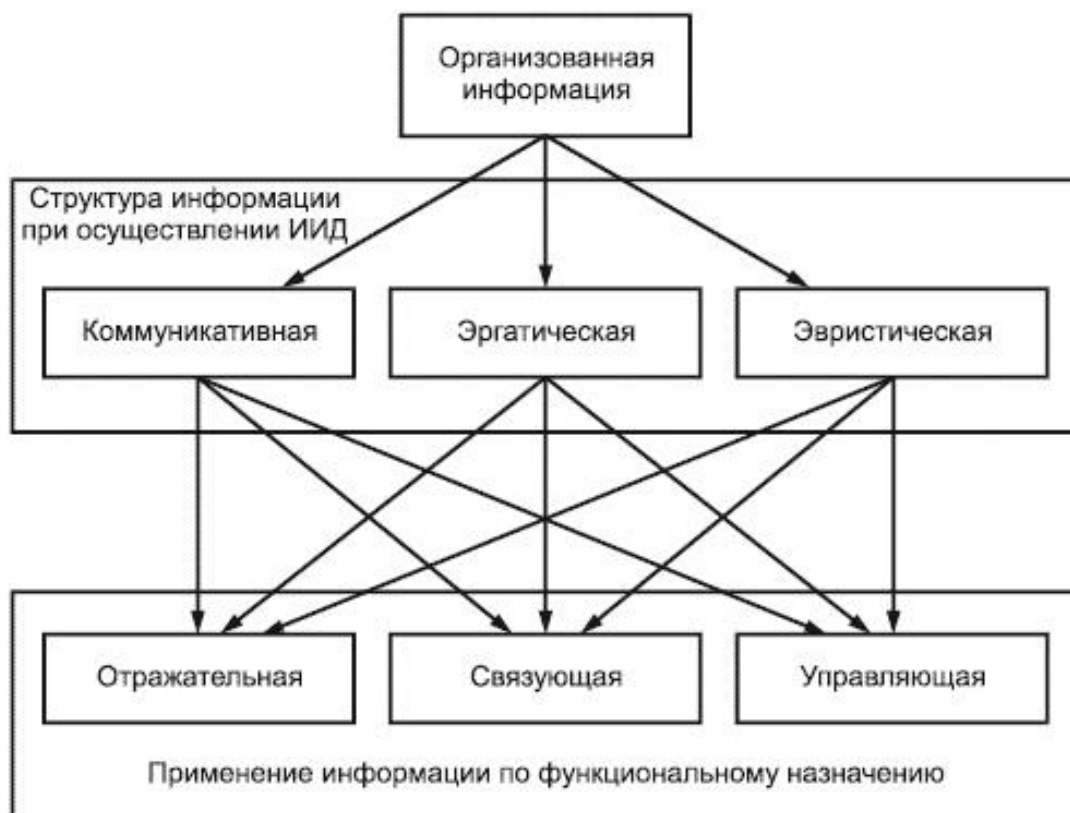 Организованная
информация
Структура информации
при осуществлении ИИД
Коммуникативная
Эргатическая
Эвристическая
Отражательная
Связующая
Управляющая
Применение информации по функциональному назначению